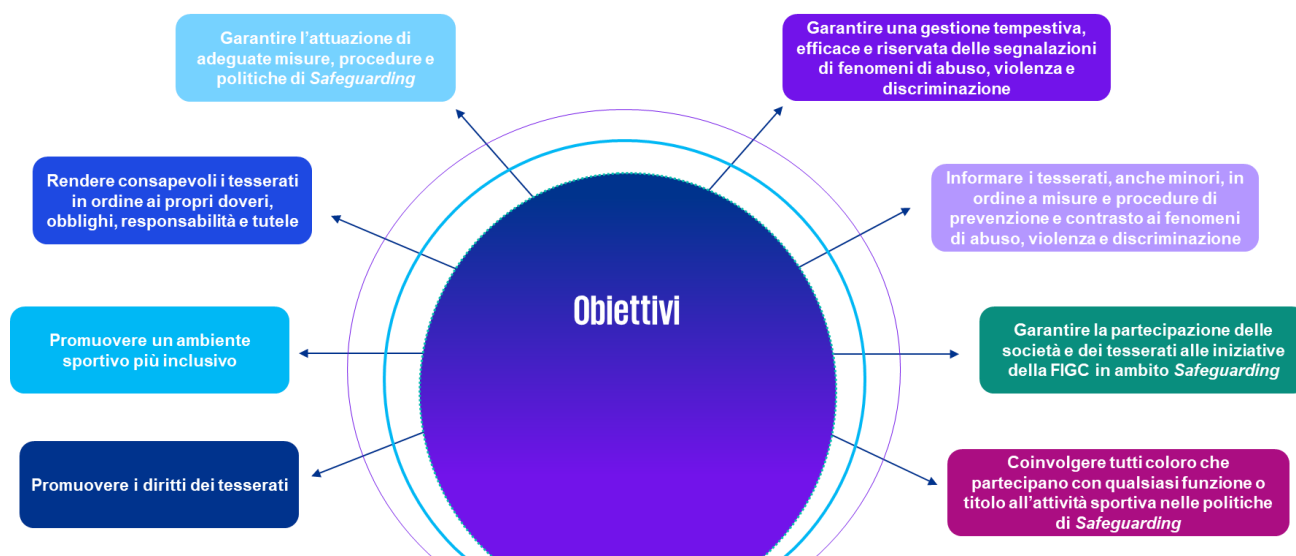 Garantire l'attuazione di
adeguate misure, procedure e
politiche di Safeguarding
Garantire una gestione tempestiva,
efficace e riservata delle segnalazioni
di fenomeni di abuso, violenza e
discriminazione
Rendere consapevoli i tesserati
in ordine ai propri doveri,
obblighi, responsabilità e tutele
Informare i tesserati, anche minori, in
ordine a misure e procedure di
prevenzione e contrasto ai fenomeni
di abuso, violenza e discriminazione
Obiettivi
Promuovere un ambiente
sportivo più inclusivo
Garantire la partecipazione delle
società e dei tesserati alle iniziative
della FIGC in ambito Safeguarding
Promuovere i diritti dei tesserati
Coinvolgere tutti coloro che
partecipano con qualsiasi funzione o
titolo all'attività sportiva nelle politiche
di Safeguarding